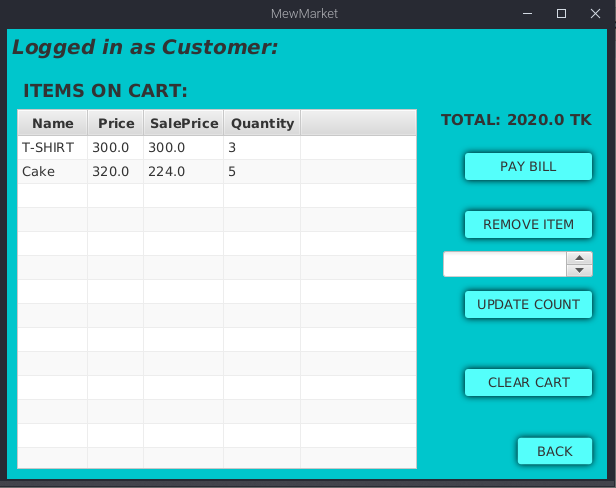 MewMarket
Logged in as Customer:
ITEMS ON CART:
Name Price SalePrice Quantity
T-SHIRT 300.0 300.0 3
Cake 320.0 224.0 5
TOTAL: 2020.0 TK
PAY BILL
REMOVE ITEM
UPDATE COUNT
CLEAR CART
BACK